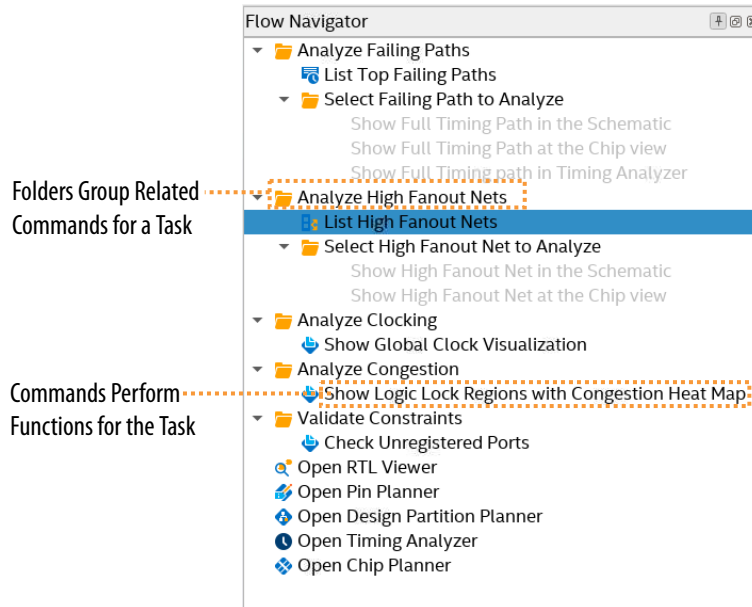 Flow Navigator
Analyze Failing Paths
List Top Failing Paths
Select Failing Path to Analyze
Show Full Timing Path in the Schematic
Show Full Timing Path at the Chip view
Show Full Timing path in Timing Analyzer
Folders Group Related
Commands for a Task
Analyze High Fanout Nets
List High Fanout Nets
Select High Fanout Net to Analyze
Show High Fanout Net in the Schematic
Show High Fanout Net at the Chip view
Analyze Clocking
Show Global Clock Visualization
Analyze Congestion
Commands Perform
Functions for the Task
Show Logic Lock Regions with Congestion Heat Map
Validate Constraints
Check Unregistered Ports
Open RTL Viewer
Open Pin Planner
Open Design Partition Planner
Open Timing Analyzer
Open Chip Planner